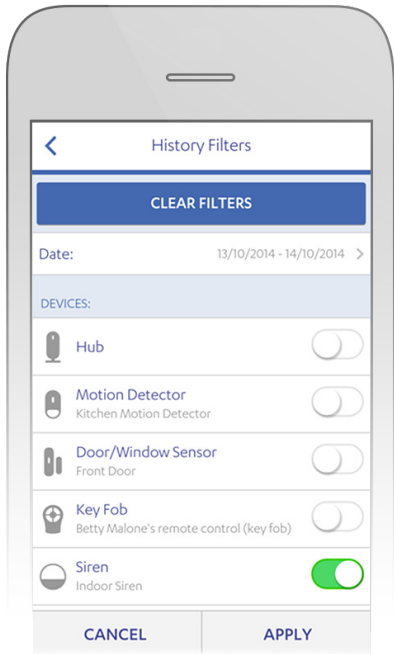 History Filters
CLEAR FILTERS
Date: 13/10/2014 - 14/10/2014
DEVICES:
Hub
Motion Detector
Kitchen Motion Detector
Door/Window Sensor
Front Door
Key Fob
Betty Malone's remote control (key fob)
Siren
Indoor Siren
CANCEL APPLY